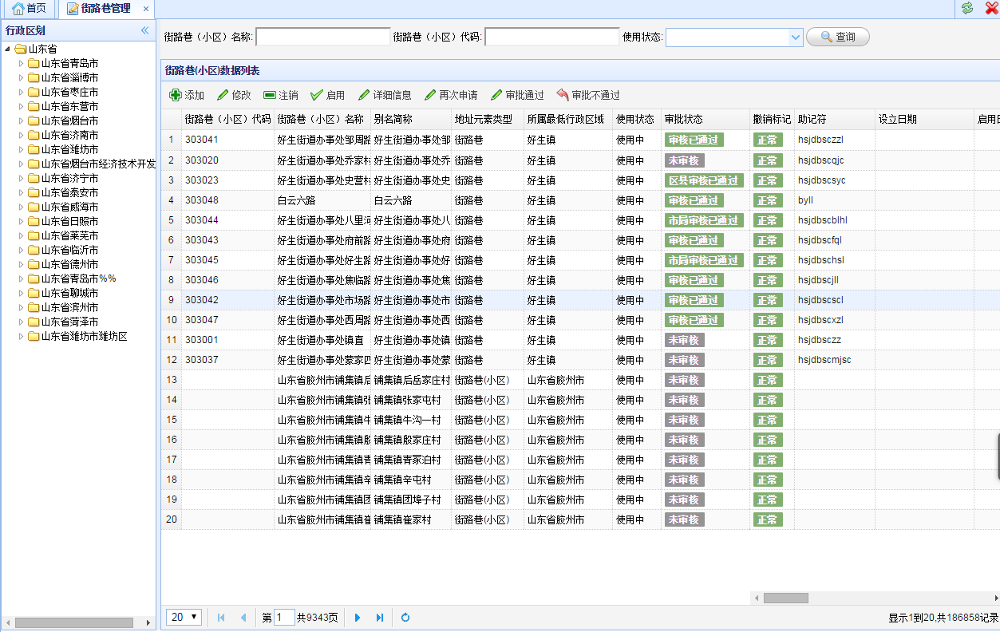 首页 街路巷管理
行政区划
山东省
山东省青岛市
山东省淄博市
山东省枣庄市
山东省东营市
山东省烟台市
山东省济南市
山东省潍坊市
山东省烟台市经济技术开发
山东省济宁市
山东省泰安市
山东省威海市
山东省日照市
山东省莱芜市
山东省临沂市
山东省德州市
山东省青岛市%%
山东省聊城市
山东省滨州市
山东省菏泽市
山东省潍坊市潍坊区
街路巷（小区）名称: 街路巷（小区）代码: 使用状态: 查询
街路巷(小区)数据列表
添加 修改 注销 启用 详细信息 再次申请 审批通过 审批不通过
街路巷（小区）代码 街路巷（小区）名称 别名简称 地址元素类型 所属最低行政区域 使用状态 审批状态 撤销标记 助记符 设立日期 启用日
1 303041 好生街道办事处邹周路 好生街道办事处邹 街路巷 好生镇 使用中 审核已通过 正常 hsjdbsczzl
2 303020 好生街道办事处乔家村 好生街道办事处乔 街路巷 好生镇 使用中 未审核 正常 hsjdbscqjc
3 303023 好生街道办事处史营村 好生街道办事处史 街路巷 好生镇 使用中 区县审核已通过 正常 hsjdbscsyc
4 303048 白云六路 白云六路 街路巷 好生镇 使用中 审核已通过 正常 byll
5 303044 好生街道办事处八里河 好生街道办事处八 街路巷 好生镇 使用中 市局审核已通过 正常 hsjdbscblhl
6 303043 好生街道办事处府前路 好生街道办事处府 街路巷 好生镇 使用中 审核已通过 正常 hsjdbscfql
7 303045 好生街道办事处好生路 好生街道办事处好 街路巷 好生镇 使用中 市局审核已通过 正常 hsjdbschsl
8 303046 好生街道办事处焦临路 好生街道办事处焦 街路巷 好生镇 使用中 审核已通过 正常 hsjdbscjll
9 303042 好生街道办事处市场路 好生街道办事处市 街路巷 好生镇 使用中 审核已通过 正常 hsjdbscscl
10 303047 好生街道办事处西周路 好生街道办事处西 街路巷 好生镇 使用中 审核已通过 正常 hsjdbscxzl
11 303001 好生街道办事处镇直 好生街道办事处镇 街路巷 好生镇 使用中 未审核 正常 hsjdbsczz
12 303037 好生街道办事处蒙家四 好生街道办事处蒙 街路巷 好生镇 使用中 未审核 正常 hsjdbscmjsc
13 山东省胶州市铺集镇后 铺集镇后岳家庄村 街路巷(小区) 山东省胶州市 使用中 未审核 正常
14 山东省胶州市铺集镇张 铺集镇张家屯村 街路巷(小区) 山东省胶州市 使用中 未审核 正常
15 山东省胶州市铺集镇牛 铺集镇牛沟一村 街路巷(小区) 山东省胶州市 使用中 未审核 正常
16 山东省胶州市铺集镇殷 铺集镇殷家庄村 街路巷(小区) 山东省胶州市 使用中 未审核 正常
17 山东省胶州市铺集镇青 铺集镇青家泊村 街路巷(小区) 山东省胶州市 使用中 未审核 正常
18 山东省胶州市铺集镇辛 铺集镇辛屯村 街路巷(小区) 山东省胶州市 使用中 未审核 正常
19 山东省胶州市铺集镇团 铺集镇团埠子村 街路巷(小区) 山东省胶州市 使用中 未审核 正常
20 山东省胶州市铺集镇崔 铺集镇崔家村 街路巷(小区) 山东省胶州市 使用中 未审核 正常
20 第 1 共9343页 显示1到20,共186858记录